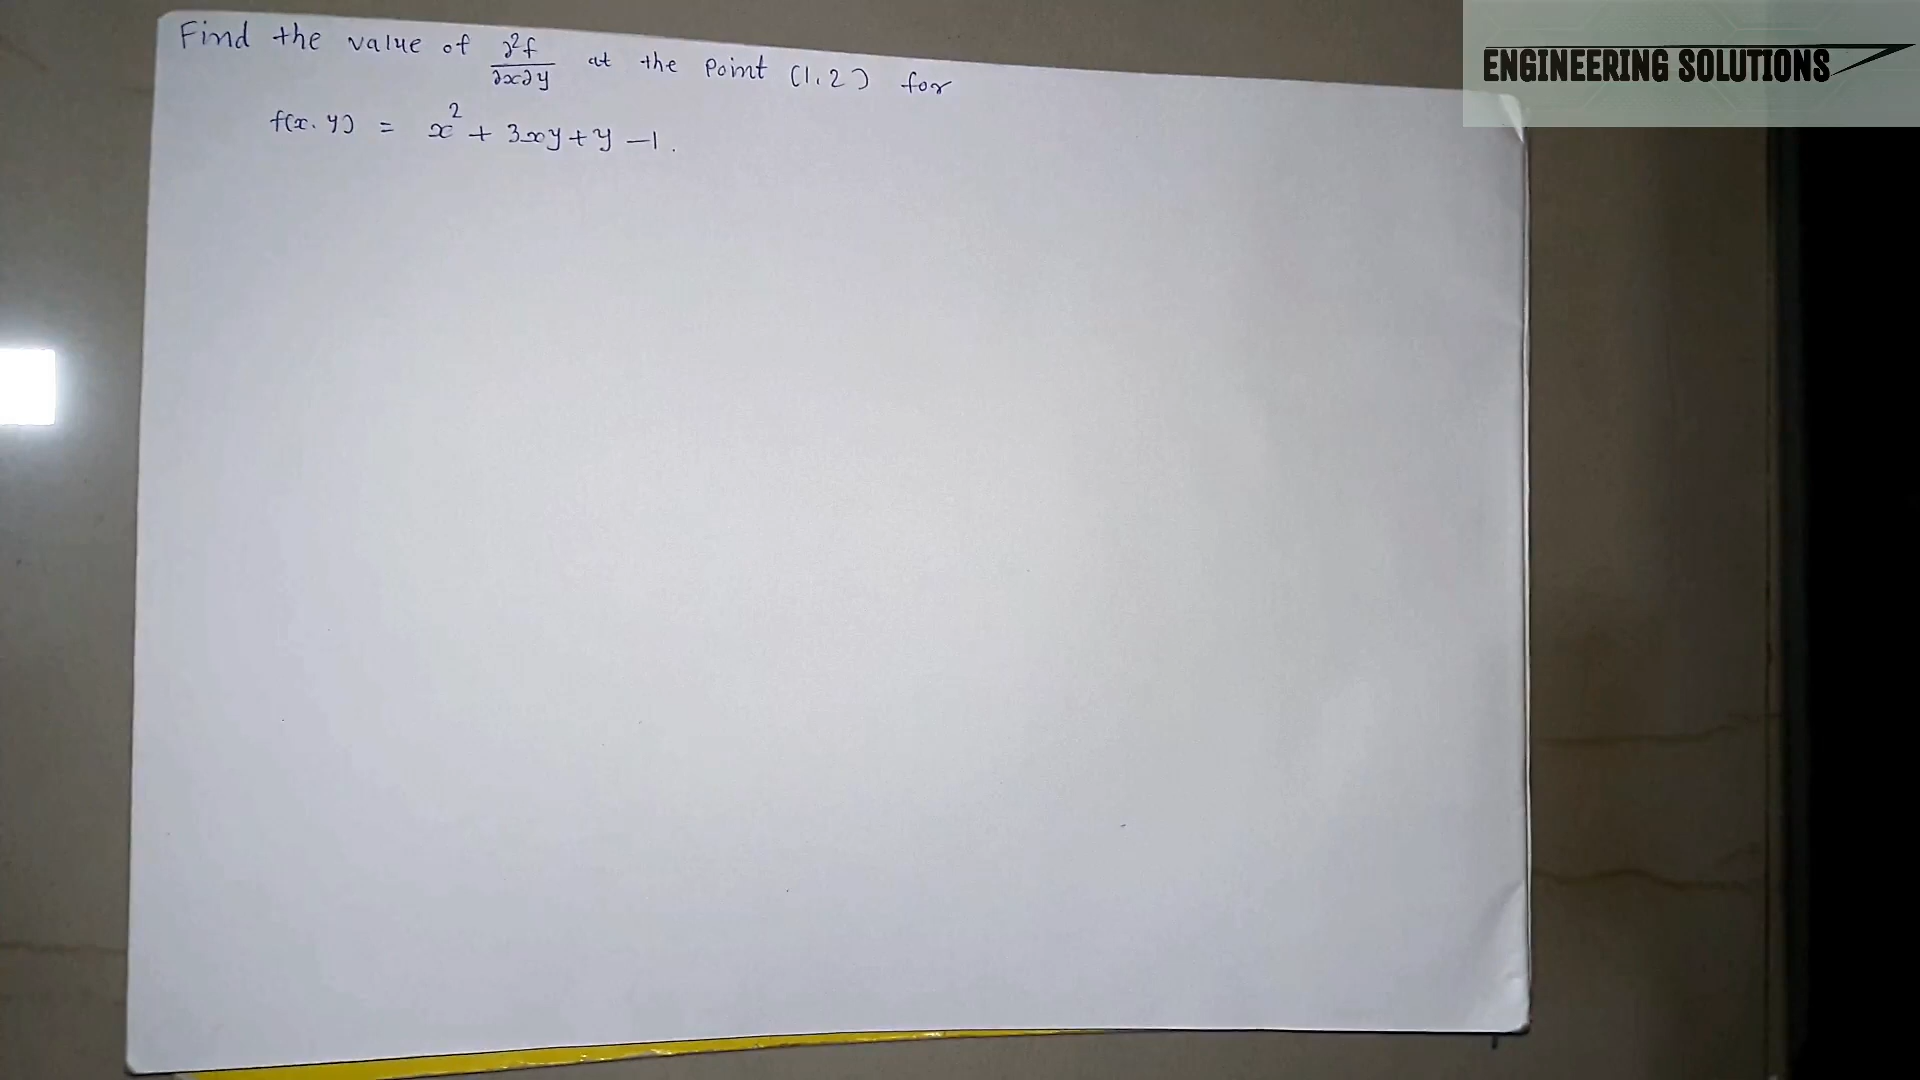 Find the value of ∂²f/∂x∂y at the point (1, 2) for
f(x, y) = x² + 3xy + y - 1.
ENGINEERING SOLUTIONS